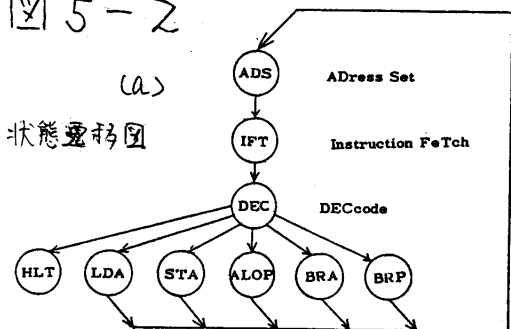 図5-2
(a)
状態遷移図
ADS ADress Set
IFT Instruction FeTch
DEC DECcode
HLT LDA STA ALOP BRA BRP